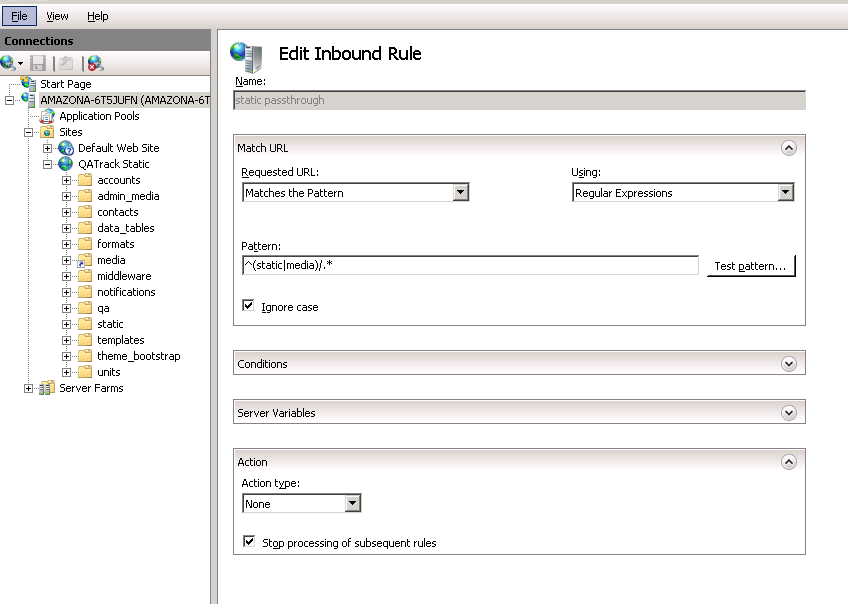 File View Help
Connections
Start Page
AMAZONA-6T5JUFN (AMAZONA-6T
Application Pools
Sites
Default Web Site
QATrack Static
accounts
admin_media
contacts
data_tables
formats
media
middleware
notifications
qa
static
templates
theme_bootstrap
units
Server Farms
Edit Inbound Rule
Name:
static passthrough
Match URL
Requested URL: Using:
Matches the Pattern Regular Expressions
Pattern:
^(static|media)/.* Test pattern...
Ignore case
Conditions
Server Variables
Action
Action type:
None
Stop processing of subsequent rules